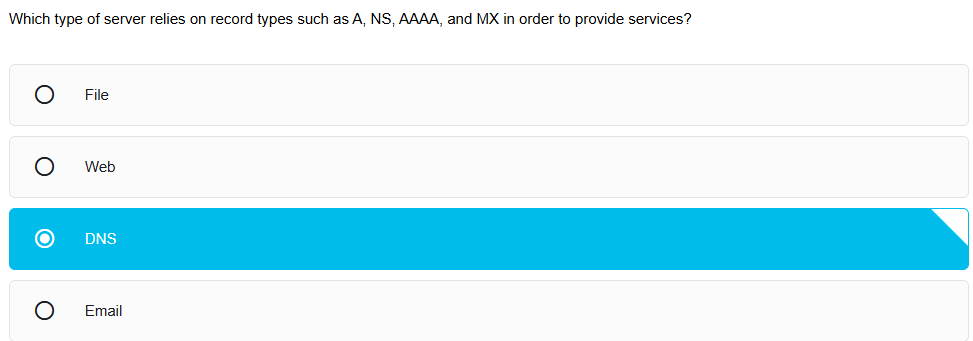 Which type of server relies on record types such as A, NS, AAAA, and MX in order to provide services?
File
Web
DNS
Email